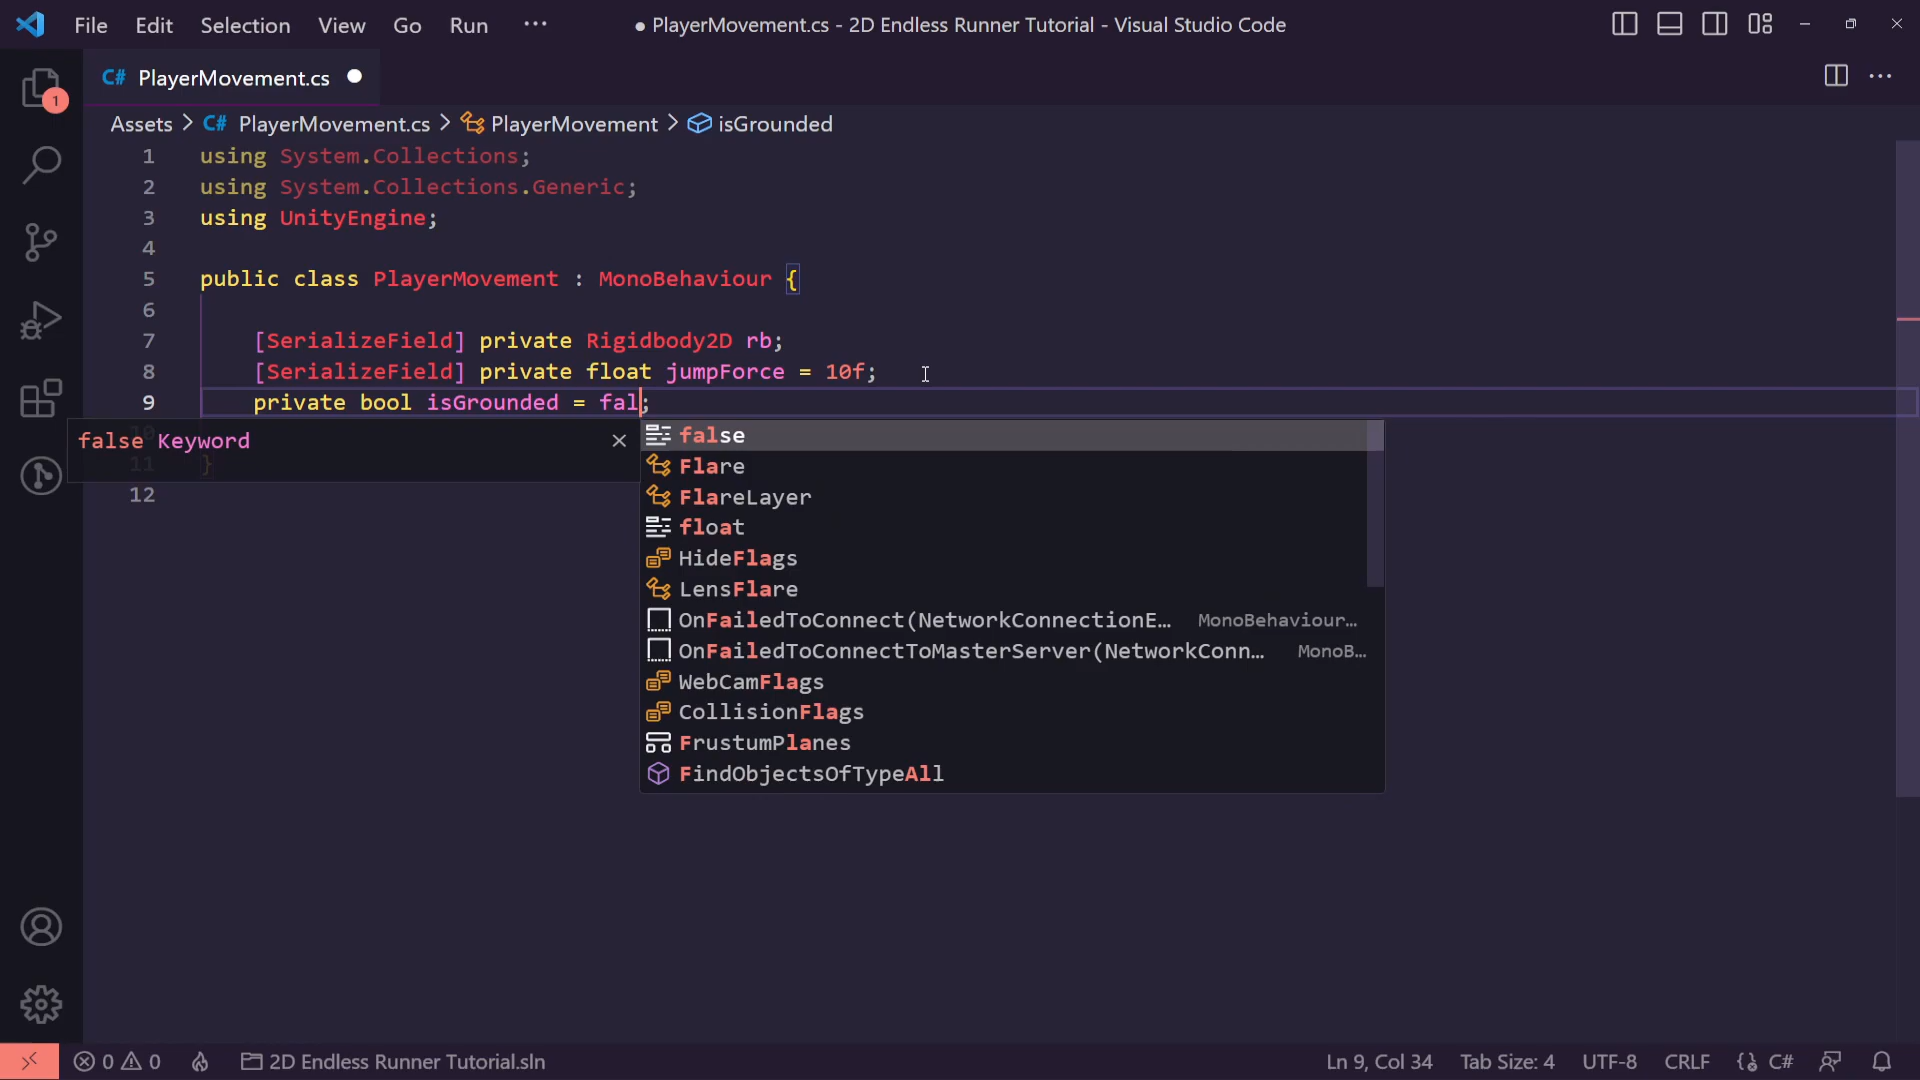 File Edit Selection View Go Run ···
● PlayerMovement.cs - 2D Endless Runner Tutorial - Visual Studio Code
C# PlayerMovement.cs ●
1
Assets > C# PlayerMovement.cs > PlayerMovement > isGrounded
1 using System.Collections;
2 using System.Collections.Generic;
3 using UnityEngine;
4
5 public class PlayerMovement : MonoBehaviour {
6
7 [SerializeField] private Rigidbody2D rb;
8 [SerializeField] private float jumpForce = 10f;
9 private bool isGrounded = fal;
10
11 }
12
false Keyword
false
Flare
FlareLayer
float
HideFlags
LensFlare
OnFailedToConnect(NetworkConnectionE… MonoBehaviour…
OnFailedToConnectToMasterServer(NetworkConn… MonoB…
WebCamFlags
CollisionFlags
FrustumPlanes
FindObjectsOfTypeAll
0 0 2D Endless Runner Tutorial.sln Ln 9, Col 34 Tab Size: 4 UTF-8 CRLF C#